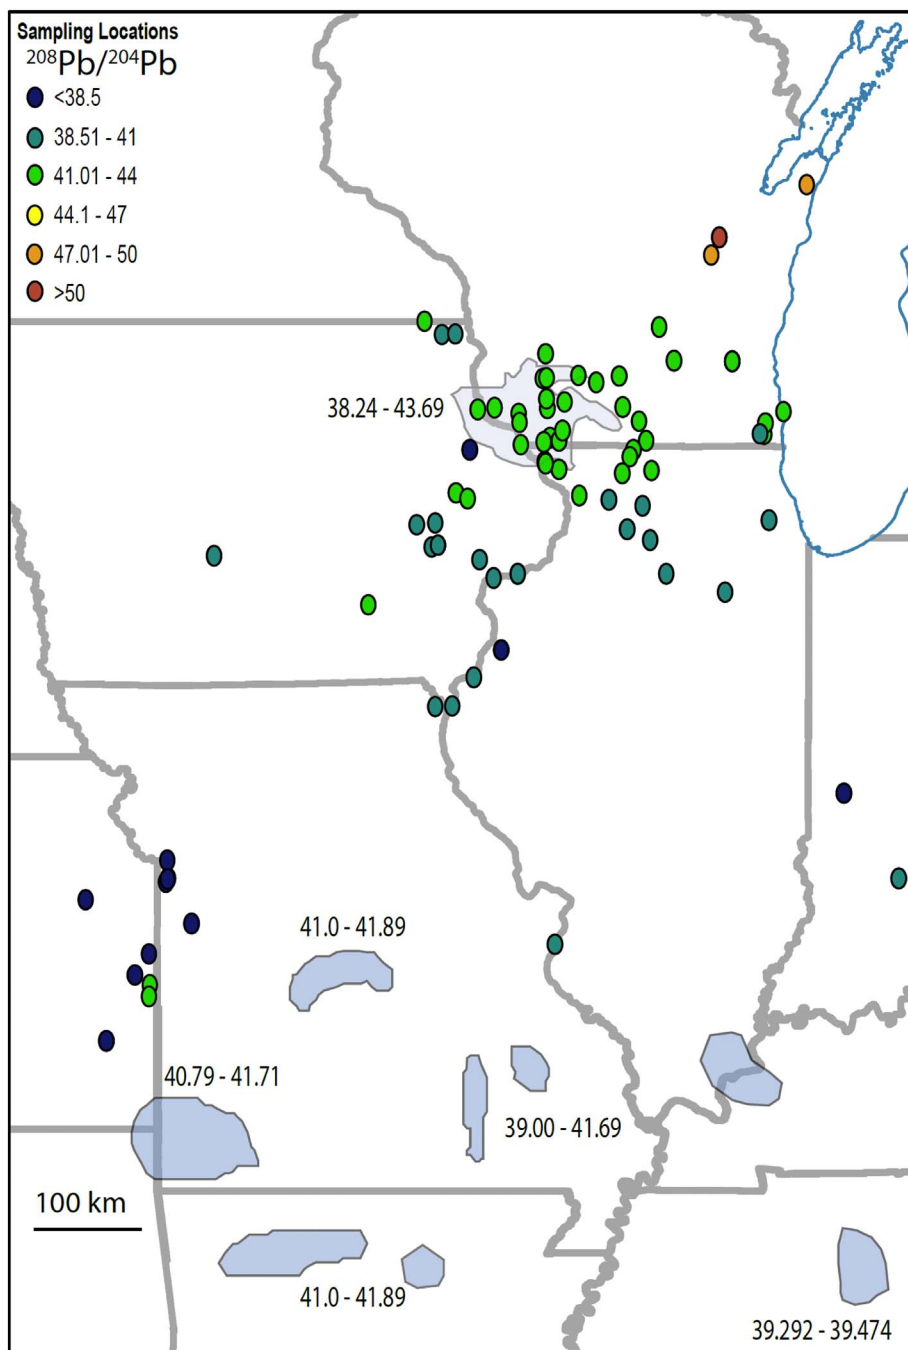 Sampling Locations
²⁰⁸Pb/²⁰⁴Pb
<38.5
38.51 - 41
41.01 - 44
44.1 - 47
47.01 - 50
>50
38.24 - 43.69
41.0 - 41.89
40.79 - 41.71
39.00 - 41.69
100 km
41.0 - 41.89
39.292 - 39.474